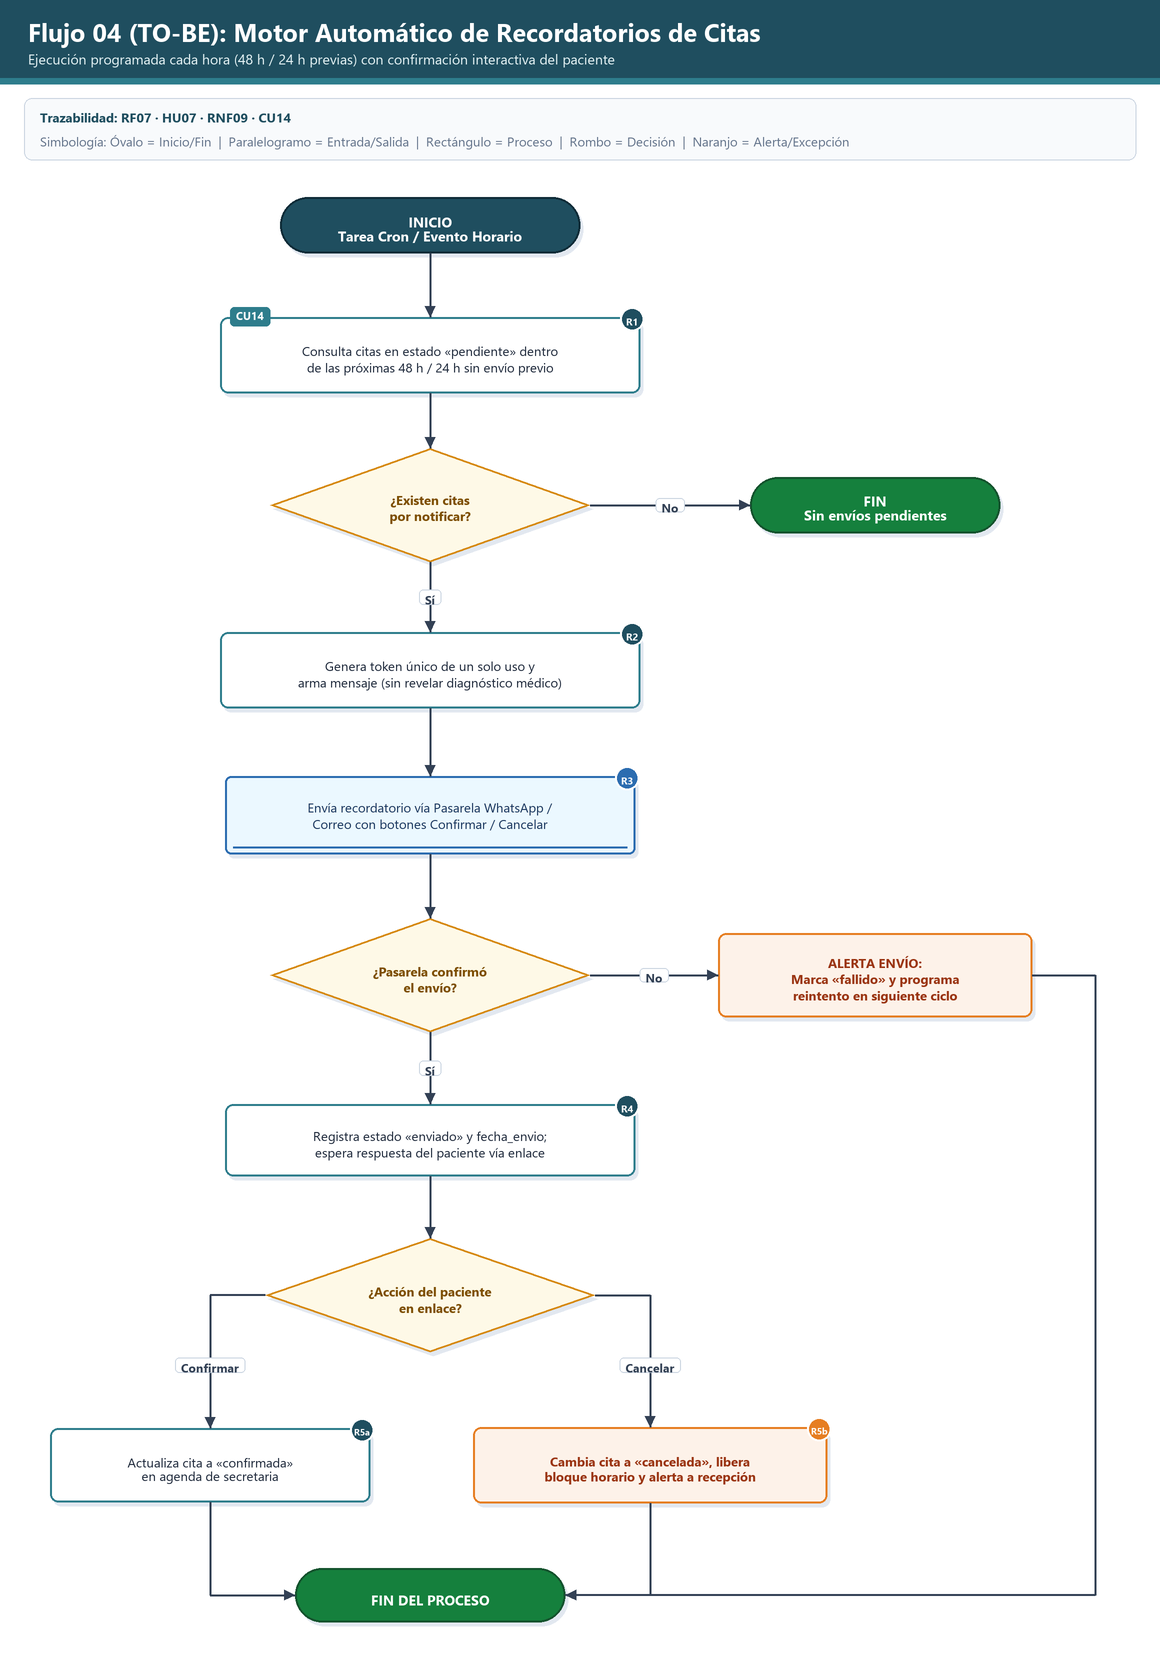 Flujo 04 (TO-BE): Motor Automático de Recordatorios de Citas
Ejecución programada cada hora (48 h / 24 h previas) con confirmación interactiva del paciente
Trazabilidad: RF07 · HU07 · RNF09 · CU14
Simbología: Óvalo = Inicio/Fin | Paralelogramo = Entrada/Salida | Rectángulo = Proceso | Rombo = Decisión | Naranjo = Alerta/Excepción
INICIO
Tarea Cron / Evento Horario
CU14
R1
Consulta citas en estado «pendiente» dentro
de las próximas 48 h / 24 h sin envío previo
¿Existen citas
por notificar?
No
FIN
Sin envíos pendientes
Sí
R2
Genera token único de un solo uso y
arma mensaje (sin revelar diagnóstico médico)
R3
Envía recordatorio vía Pasarela WhatsApp /
Correo con botones Confirmar / Cancelar
¿Pasarela confirmó
el envío?
No
ALERTA ENVÍO:
Marca «fallido» y programa
reintento en siguiente ciclo
Sí
R4
Registra estado «enviado» y fecha_envio;
espera respuesta del paciente vía enlace
¿Acción del paciente
en enlace?
Confirmar
Cancelar
R5a
Actualiza cita a «confirmada»
en agenda de secretaria
R5b
Cambia cita a «cancelada», libera
bloque horario y alerta a recepción
FIN DEL PROCESO